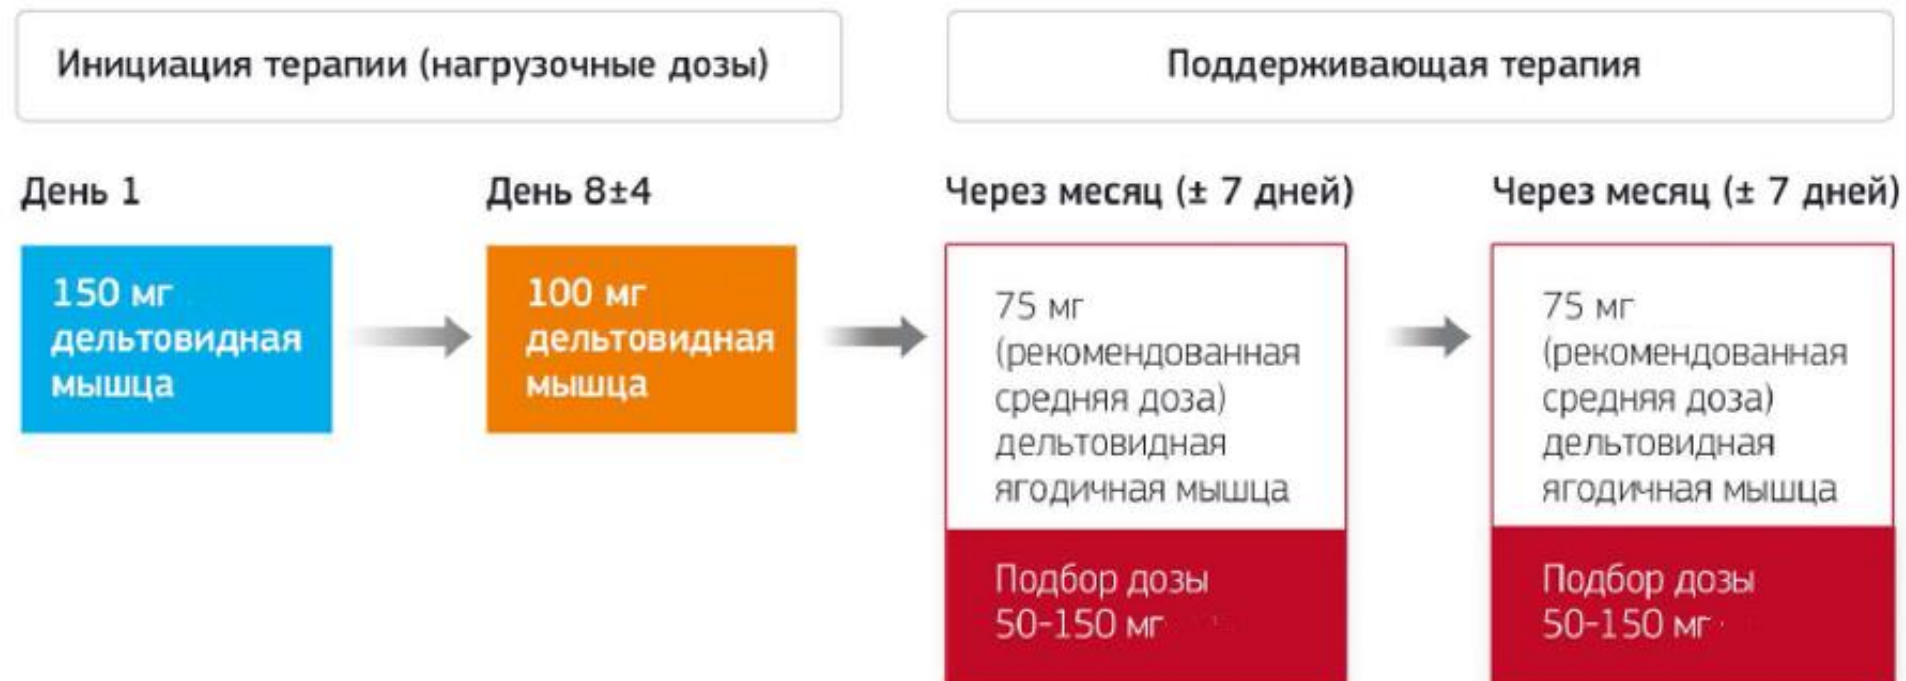 Инициация терапии (нагрузочные дозы)
Поддерживающая терапия
День 1
День 8±4
Через месяц (± 7 дней)
Через месяц (± 7 дней)
150 мг
дельтовидная
мышца
100 мг
дельтовидная
мышца
75 мг
(рекомендованная
средняя доза)
дельтовидная
ягодичная мышца
75 мг
(рекомендованная
средняя доза)
дельтовидная
ягодичная мышца
Подбор дозы
50-150 мг
Подбор дозы
50-150 мг